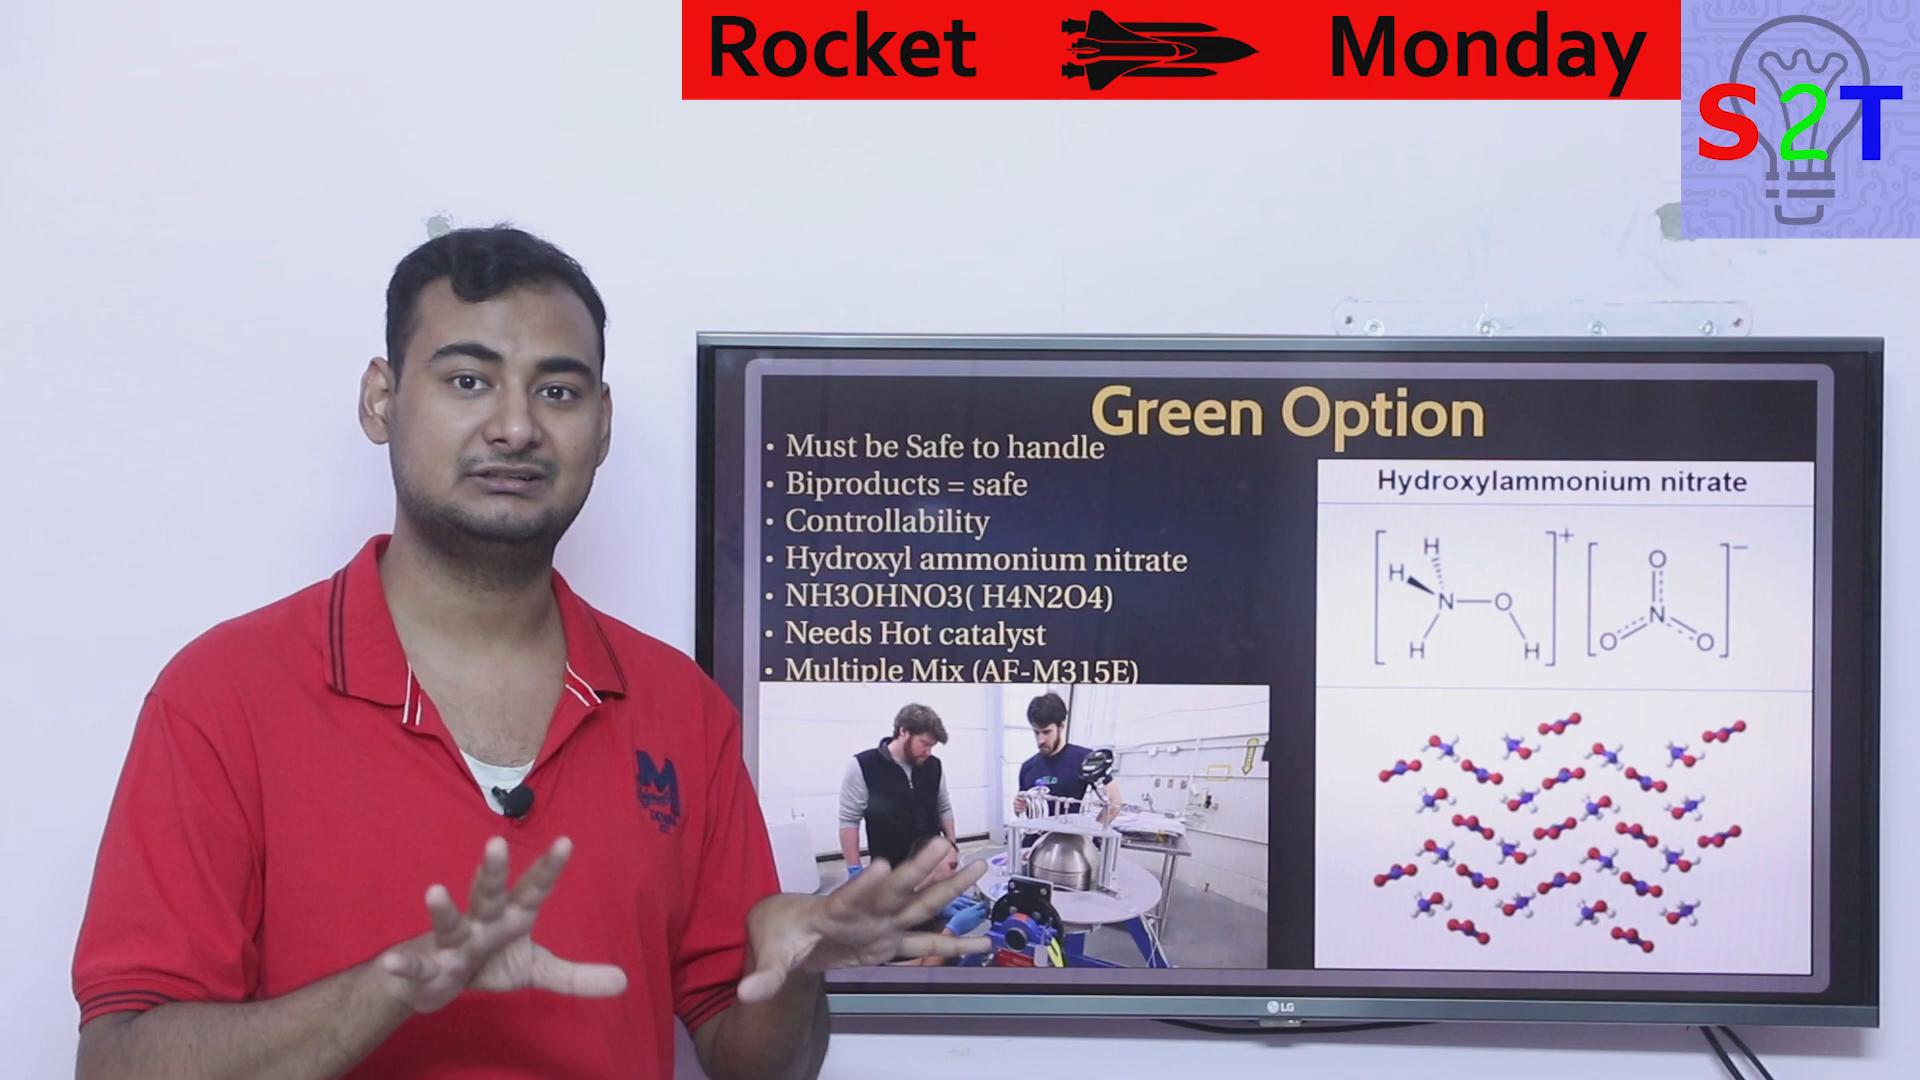 Rocket Monday
S2T
Green Option
• Must be Safe to handle
• Biproducts = safe
• Controllability
• Hydroxyl ammonium nitrate
• NH3OHNO3( H4N2O4)
• Needs Hot catalyst
• Multiple Mix (AF-M315E)
Hydroxylammonium nitrate
H
H
N
O
H
H
+
O
N
O
O
−
M
LG